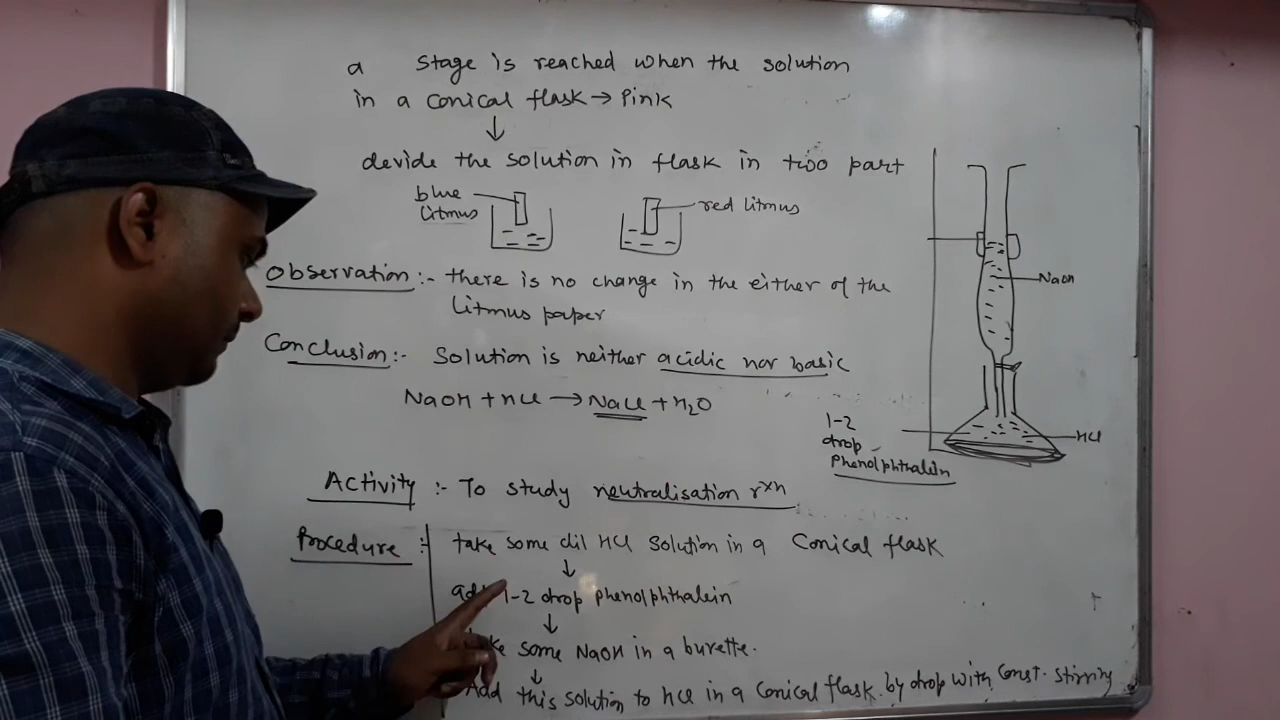 a stage is reached when the solution
in a conical flask → Pink
↓
devide the solution in flask in two part
blue
Litmus
red litmus
Observation :- there is no change in the either of the
Litmus paper
Conclusion :- Solution is neither acidic nor basic
NaOH + HCl → NaCl + H2O
NaOH
1-2
drop
Phenolphthalein
HCl
Activity :- To study neutralisation rxn
Procedure :- take some dil HCl solution in a Conical flask
↓
1-2 drop phenolphthalein
↓
some NaOH in a burette.
↓
Add this solution to HCl in a conical flask by drop with const. stirring